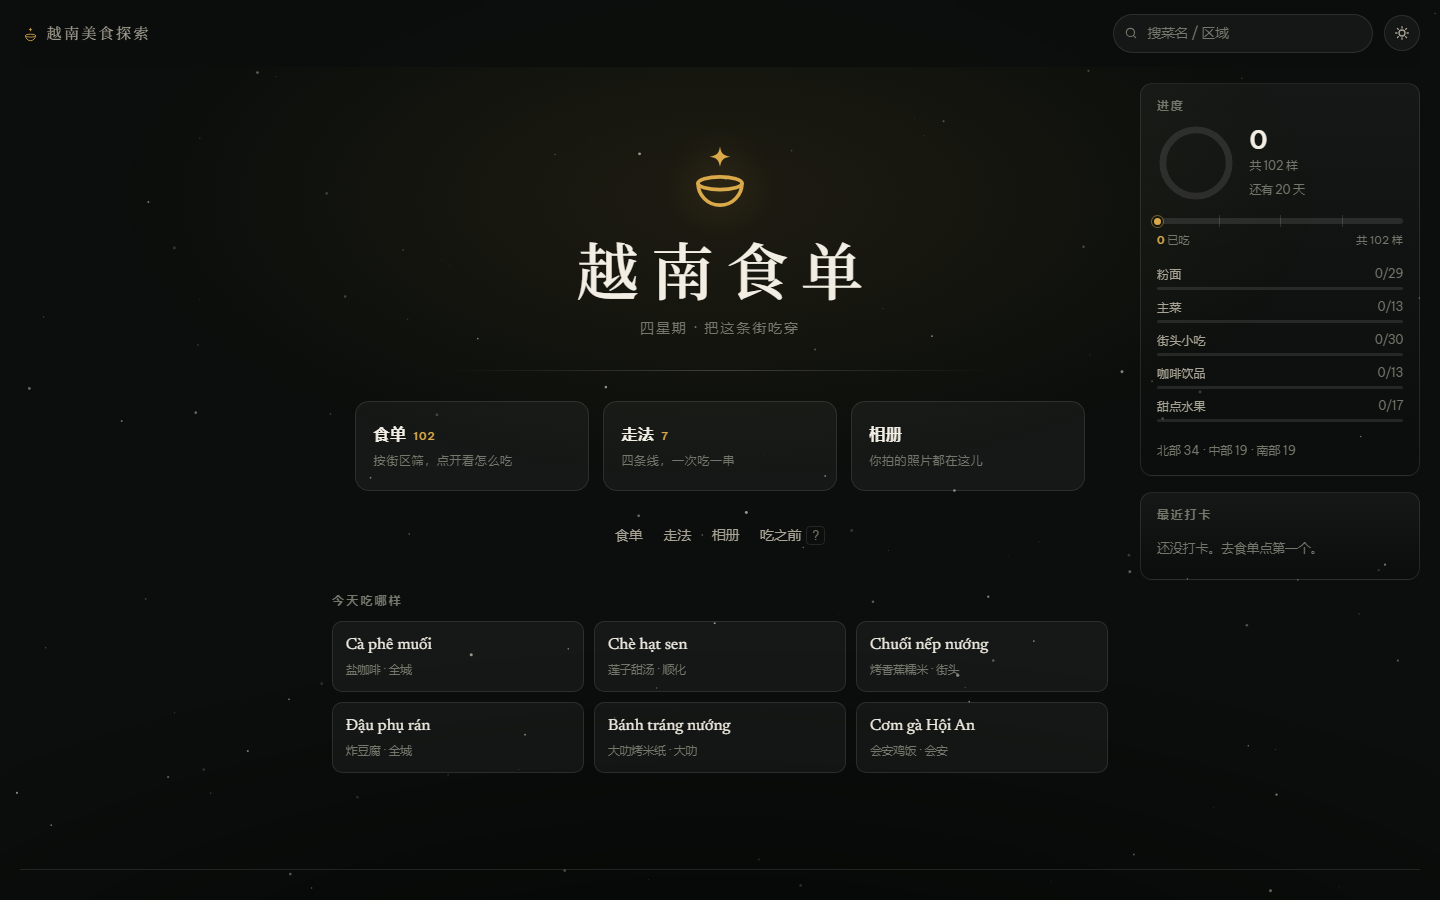 越南美食探索
搜菜名 / 区域
越南食单
四星期 · 把这条街吃穿
食单 102
按街区筛，点开看怎么吃
走法 7
四条线，一次吃一串
相册
你拍的照片都在这儿
食单 走法 · 相册 吃之前 ?
今天吃哪样
Cà phê muối
盐咖啡 · 全城
Chè hạt sen
莲子甜汤 · 顺化
Chuối nếp nướng
烤香蕉糯米 · 街头
Đậu phụ rán
炸豆腐 · 全城
Bánh tráng nướng
大叻烤米纸 · 大叻
Cơm gà Hội An
会安鸡饭 · 会安
进度
0
共 102 样
还有 20 天
0 已吃 共 102 样
粉面 0/29
主菜 0/13
街头小吃 0/30
咖啡饮品 0/13
甜点水果 0/17
北部 34 · 中部 19 · 南部 19
最近打卡
还没打卡。去食单点第一个。